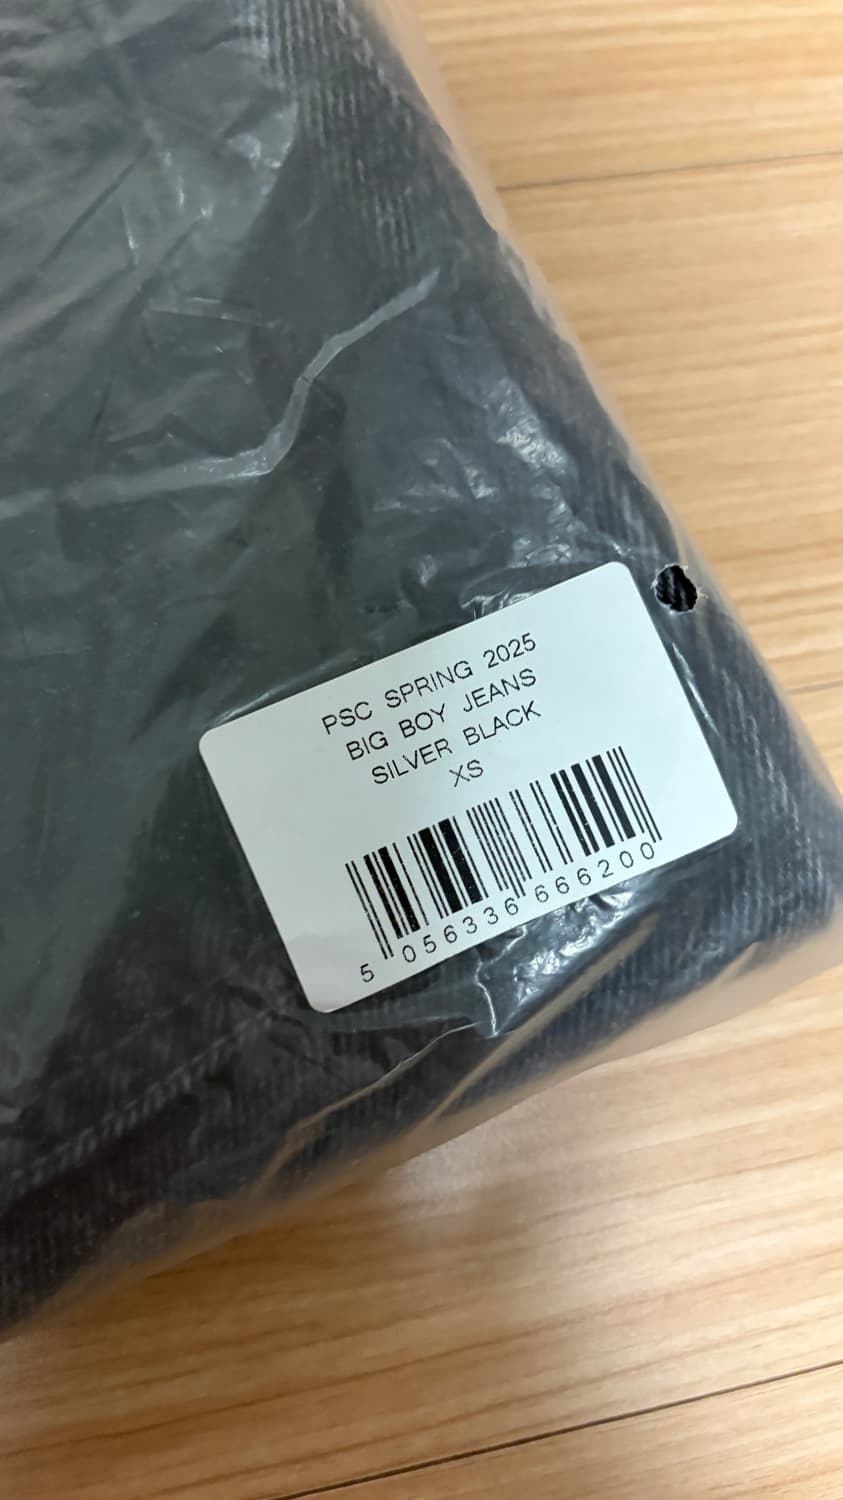 PSC SPRING 2025
BIG BOY JEANS
SILVER BLACK
XS
5 056336 666200